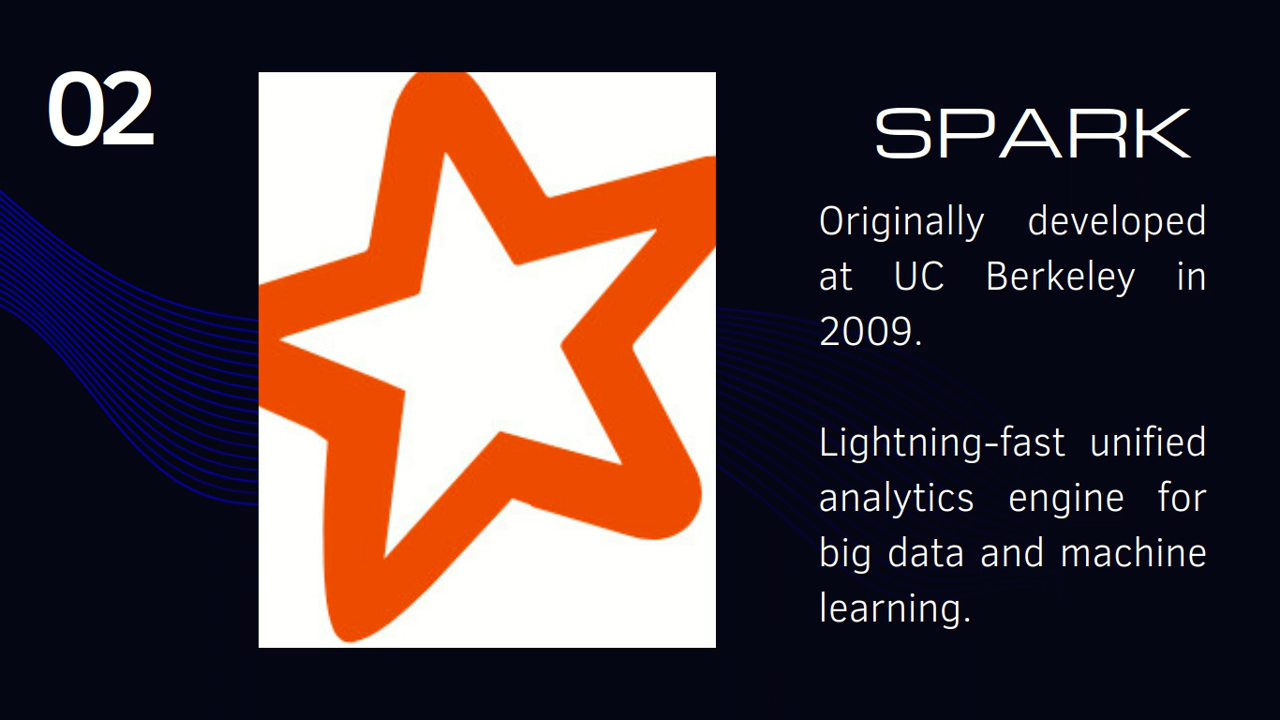 02
SPARK
Originally developed
at UC Berkeley in
2009.
Lightning-fast unified
analytics engine for
big data and machine
learning.